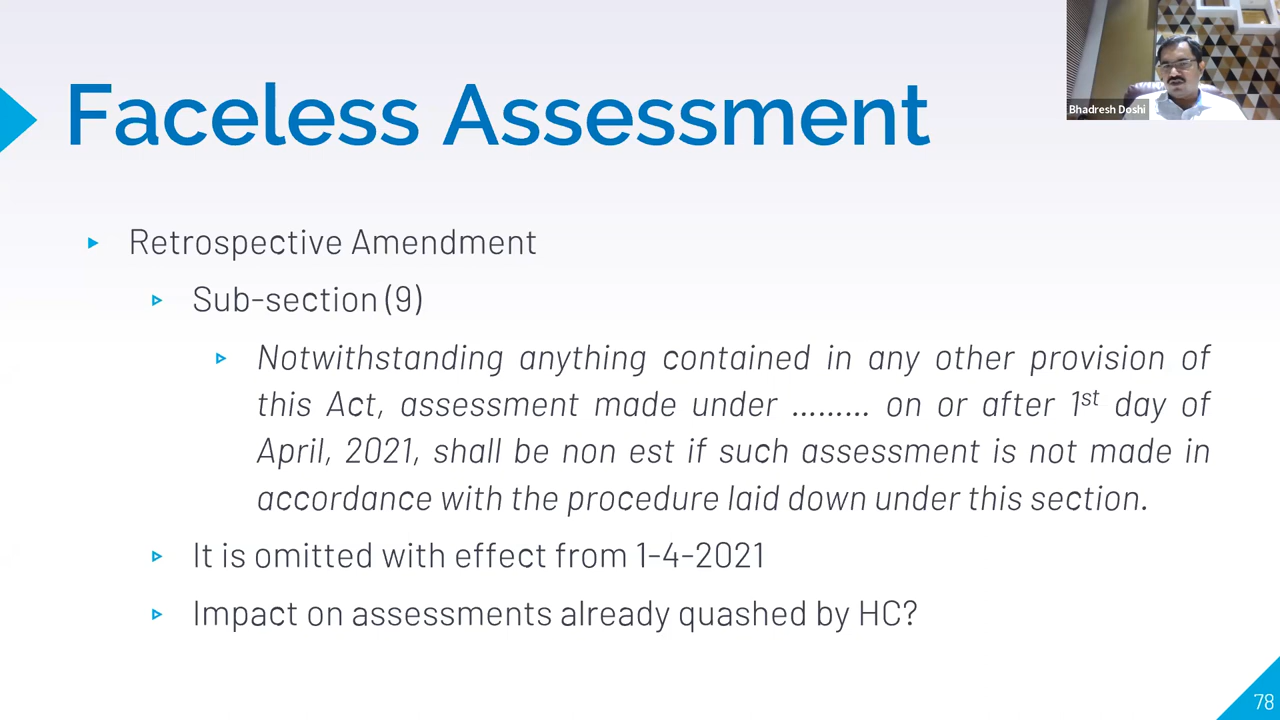 Bhadresh Doshi
Faceless Assessment
Retrospective Amendment
Sub-section (9)
Notwithstanding anything contained in any other provision of
this Act, assessment made under ……… on or after 1st day of
April, 2021, shall be non est if such assessment is not made in
accordance with the procedure laid down under this section.
It is omitted with effect from 1-4-2021
Impact on assessments already quashed by HC?
78